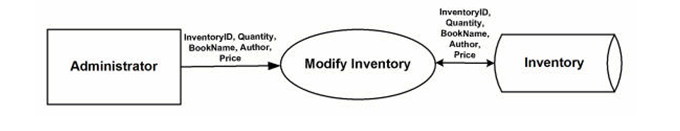 InventoryID, Quantity,
BookName, Author,
Price
Administrator
Modify Inventory
InventoryID,
Quantity,
BookName,
Author,
Price
Inventory